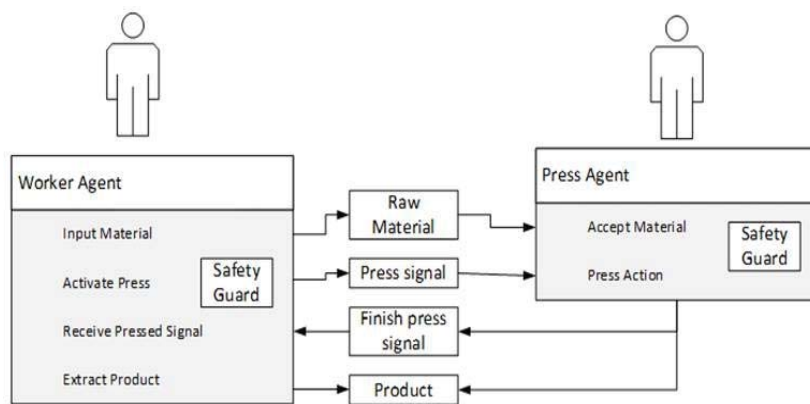 Worker Agent
Input Material
Activate Press
Safety
Guard
Receive Pressed Signal
Extract Product
Raw
Material
Press signal
Finish press
signal
Product
Press Agent
Accept Material
Press Action
Safety
Guard